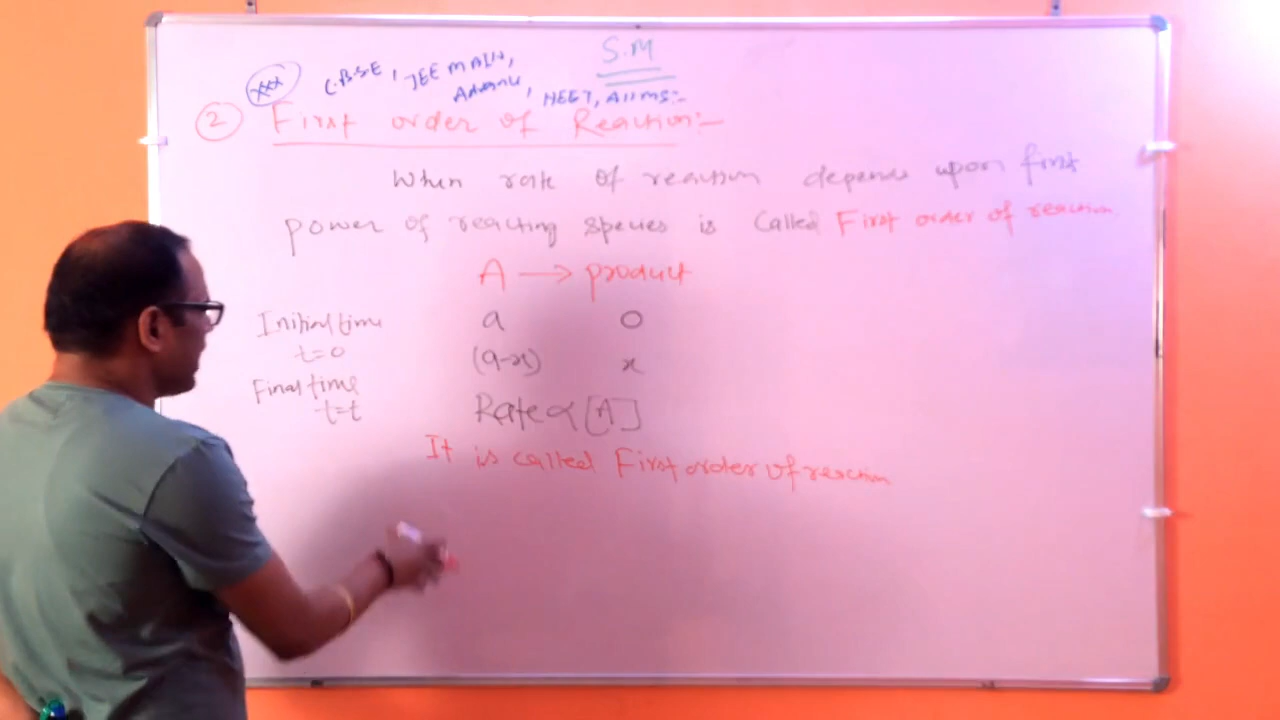 S.M
xxx CBSE, JEE MAIN,
Advance, NEET, AIIMS:-
② First order of Reaction:-
When rate of reaction depends upon first
power of reacting species is called First order of reaction
A → product
Initial time a 0
t=0 (a-x) x
Final time
t=t Rate ∝ [A]
It is called First order of reaction